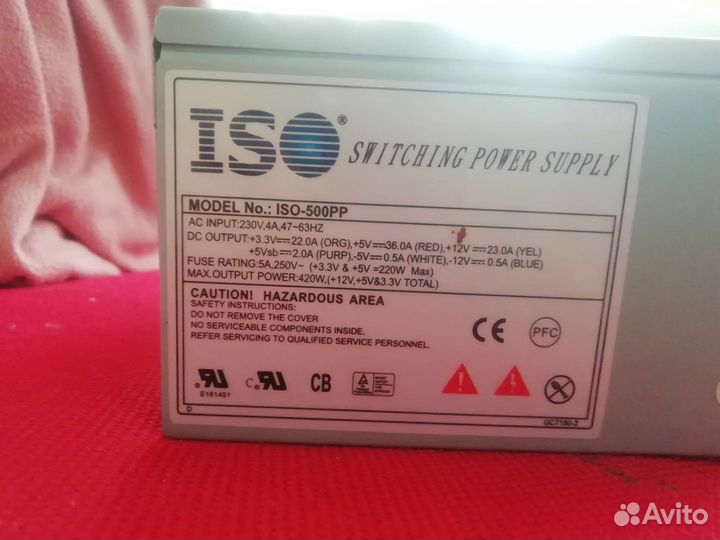 ISO® SWITCHING POWER SUPPLY
MODEL No.: ISO-500PP
AC INPUT:230V,4A,47~63HZ
DC OUTPUT:+3.3V⎓22.0A (ORG),+5V⎓36.0A (RED),+12V⎓23.0A (YEL)
+5Vsb⎓2.0A (PURP),-5V⎓0.5A (WHITE),-12V⎓0.5A (BLUE)
FUSE RATING:5A,250V~ (+3.3V & +5V =220W Max)
MAX.OUTPUT POWER:420W,(+12V,+5V&3.3V TOTAL)
CAUTION! HAZARDOUS AREA
SAFETY INSTRUCTIONS:
DO NOT REMOVE THE COVER
NO SERVICEABLE COMPONENTS INSIDE.
REFER SERVICING TO QUALIFIED SERVICE PERSONNEL.
CE PFC
RU c RU CB
E161451
D
GC7180-2
Avito